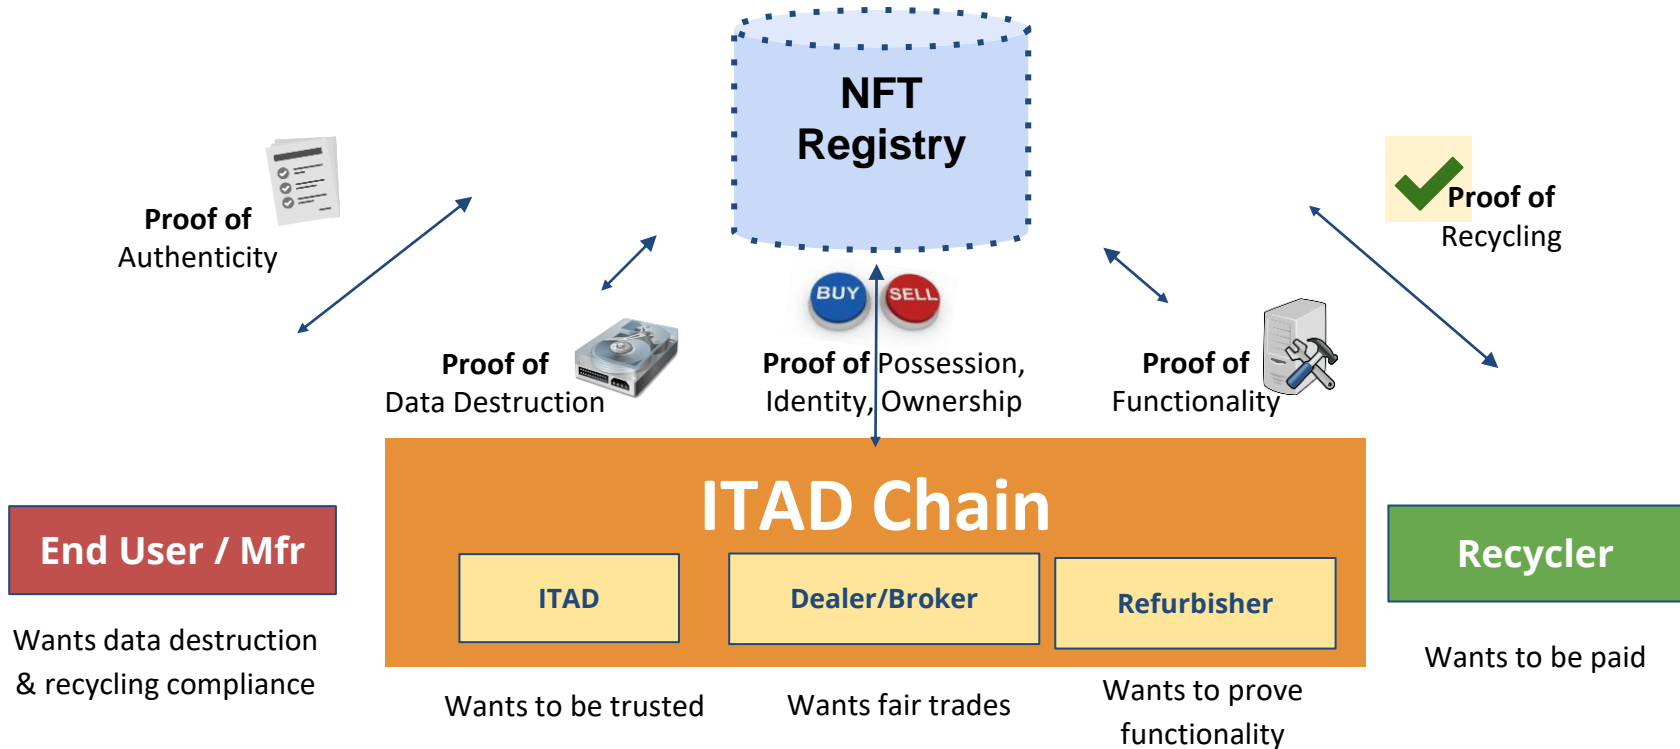 NFT
Registry
Proof of
Authenticity
Proof of
Recycling
BUY
SELL
Proof of
Data Destruction
Proof of Possession,
Identity, Ownership
Proof of
Functionality
ITAD Chain
End User / Mfr
ITAD
Dealer/Broker
Refurbisher
Recycler
Wants data destruction
& recycling compliance
Wants to be trusted
Wants fair trades
Wants to prove
functionality
Wants to be paid